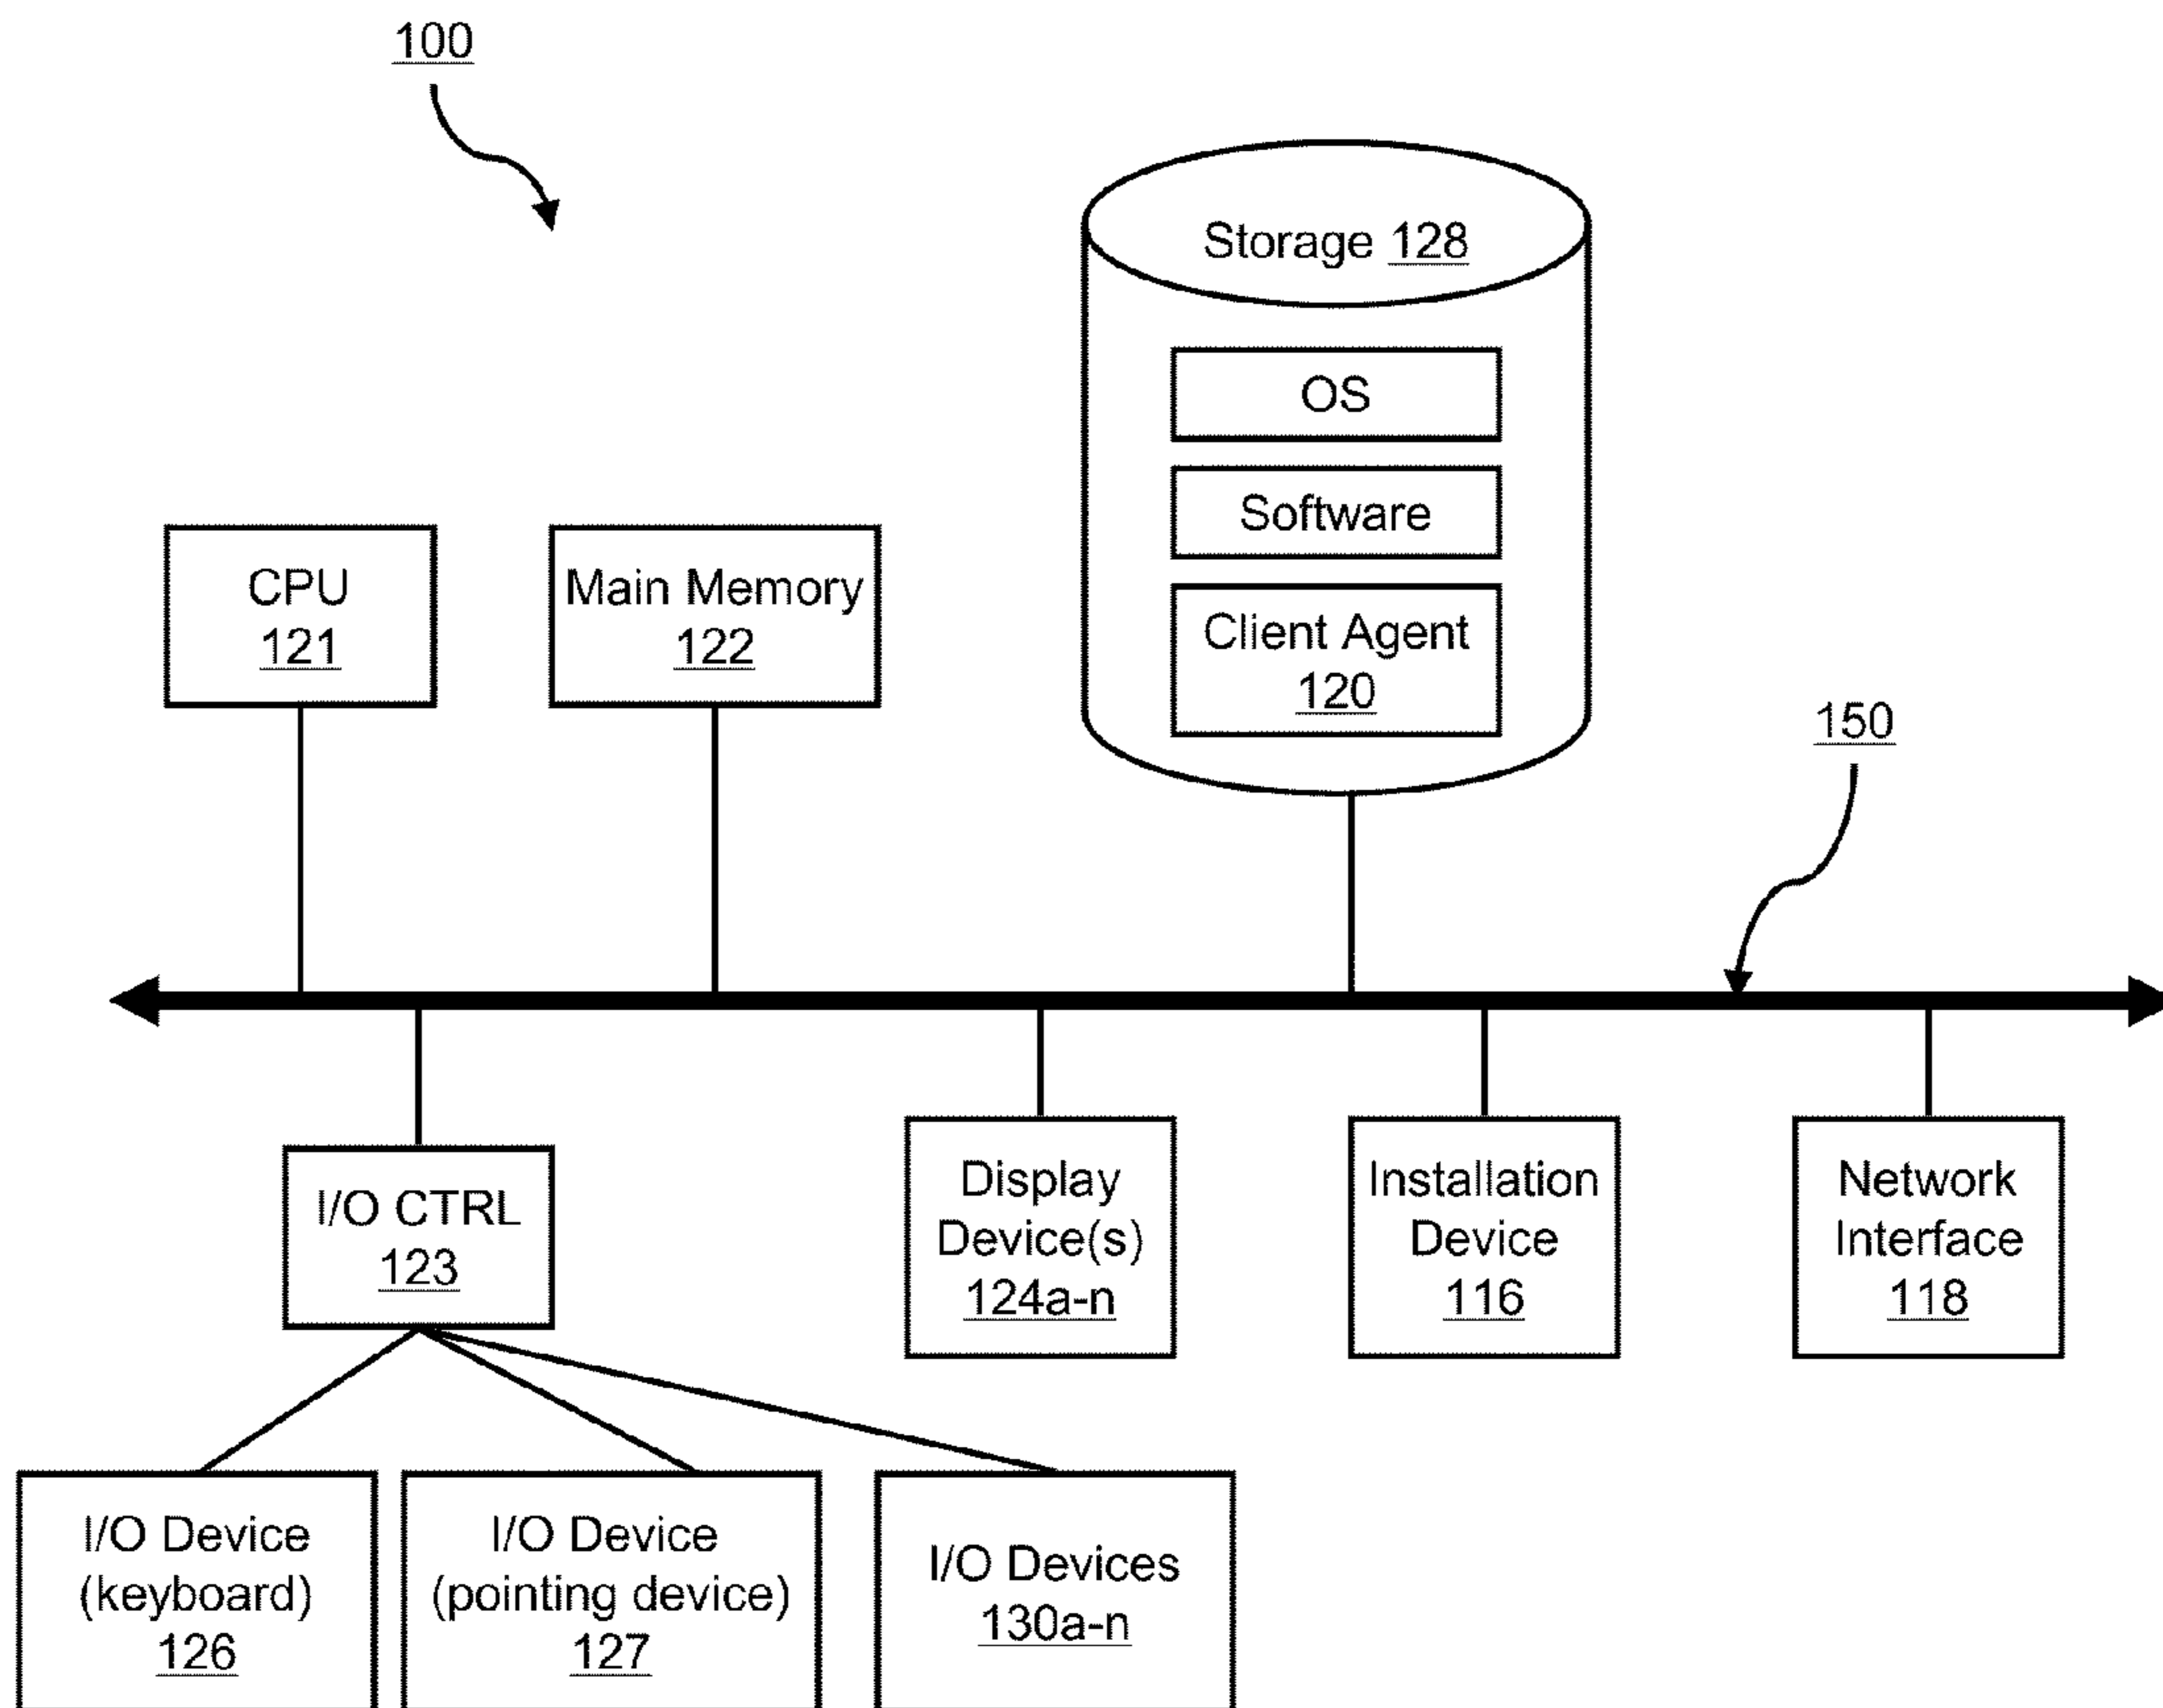 100
Storage 128
OS
Software
Client Agent
120
CPU
121
Main Memory
122
150
I/O CTRL
123
Display
Device(s)
124a-n
Installation
Device
116
Network
Interface
118
I/O Device
(keyboard)
126
I/O Device
(pointing device)
127
I/O Devices
130a-n